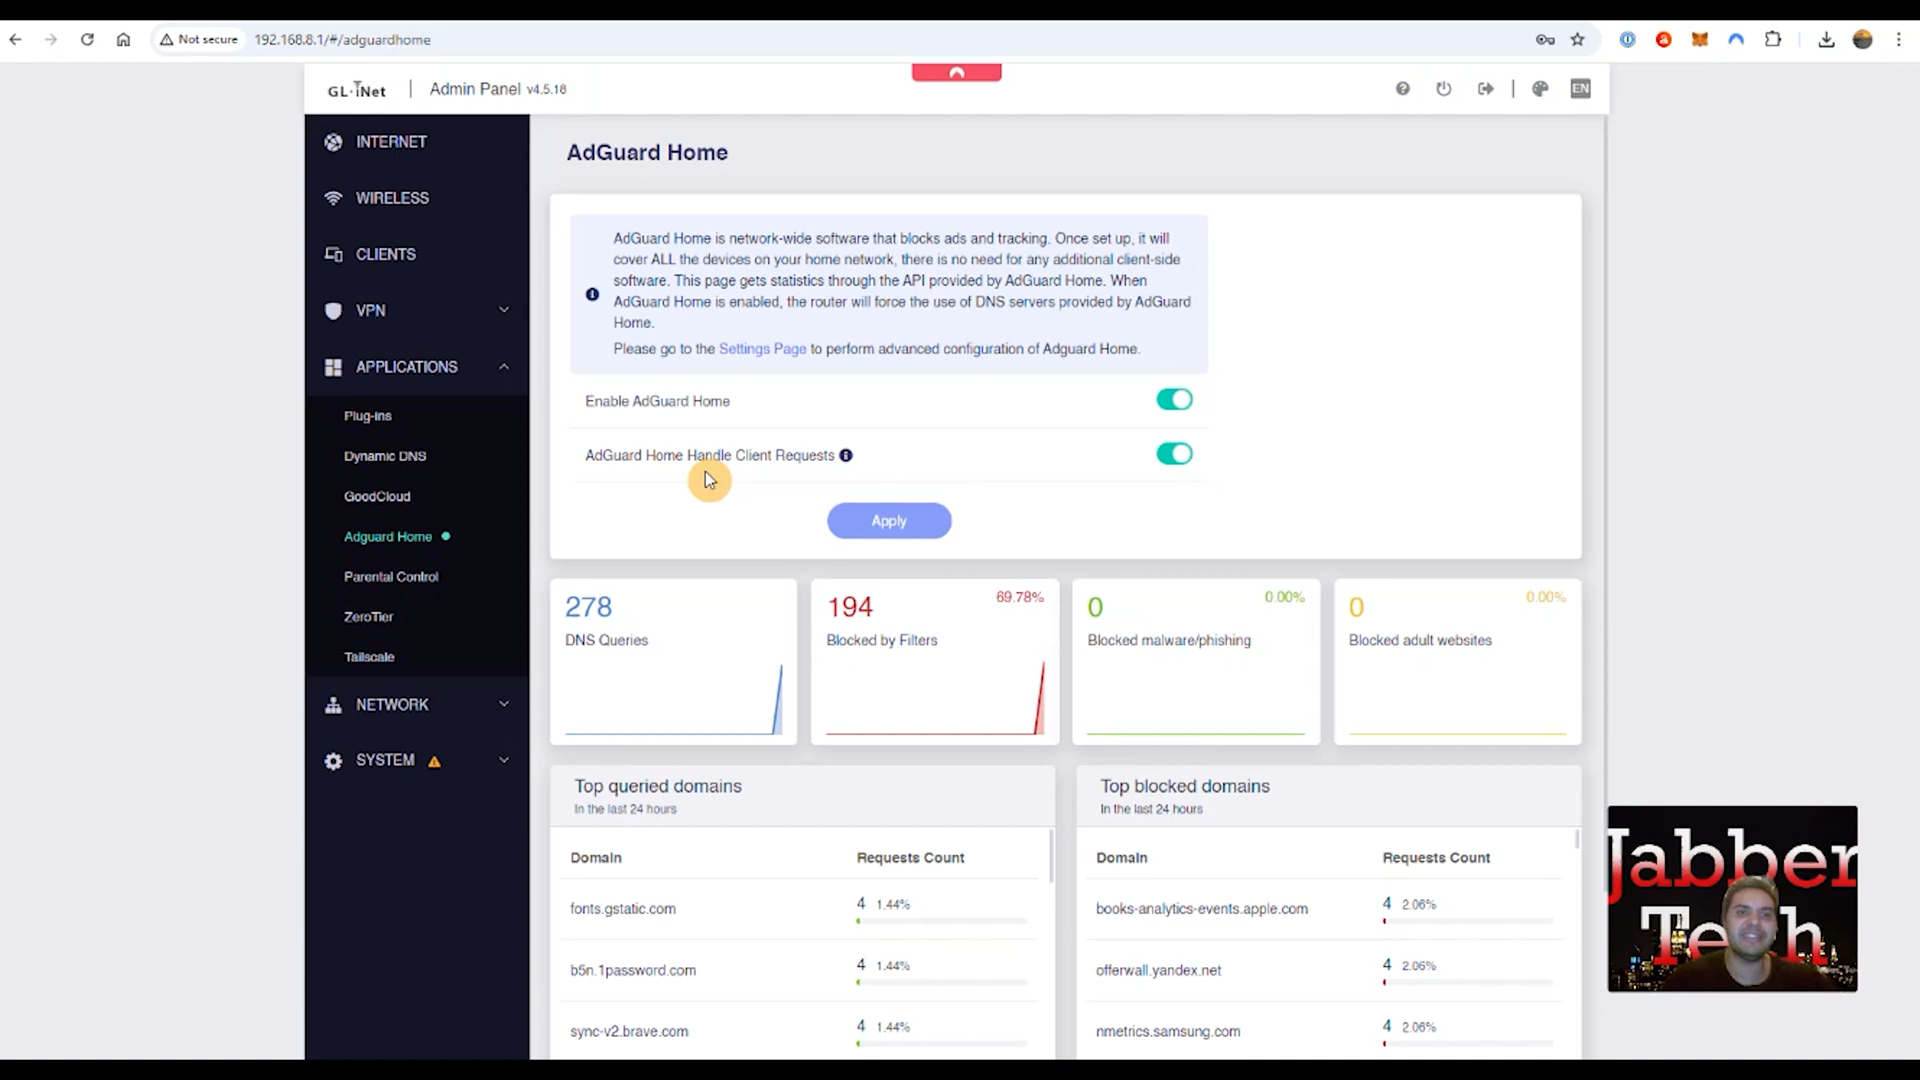 Not secure
192.168.8.1/#/adguardhome
GL·iNet
Admin Panel v4.5.18
EN
INTERNET
WIRELESS
CLIENTS
VPN
APPLICATIONS
Plug-ins
Dynamic DNS
GoodCloud
Adguard Home
Parental Control
ZeroTier
Tailscale
NETWORK
SYSTEM
AdGuard Home
AdGuard Home is network-wide software that blocks ads and tracking. Once set up, it will
cover ALL the devices on your home network, there is no need for any additional client-side
software. This page gets statistics through the API provided by AdGuard Home. When
AdGuard Home is enabled, the router will force the use of DNS servers provided by AdGuard
Home.
Please go to the Settings Page to perform advanced configuration of Adguard Home.
Enable AdGuard Home
AdGuard Home Handle Client Requests
Apply
278
DNS Queries
194
69.78%
Blocked by Filters
0
0.00%
Blocked malware/phishing
0
0.00%
Blocked adult websites
Top queried domains
In the last 24 hours
Domain
Requests Count
fonts.gstatic.com
4 1.44%
b5n.1password.com
4 1.44%
sync-v2.brave.com
4 1.44%
Top blocked domains
In the last 24 hours
Domain
Requests Count
books-analytics-events.apple.com
4 2.06%
offerwall.yandex.net
4 2.06%
nmetrics.samsung.com
4 2.06%
Jabber
Tech